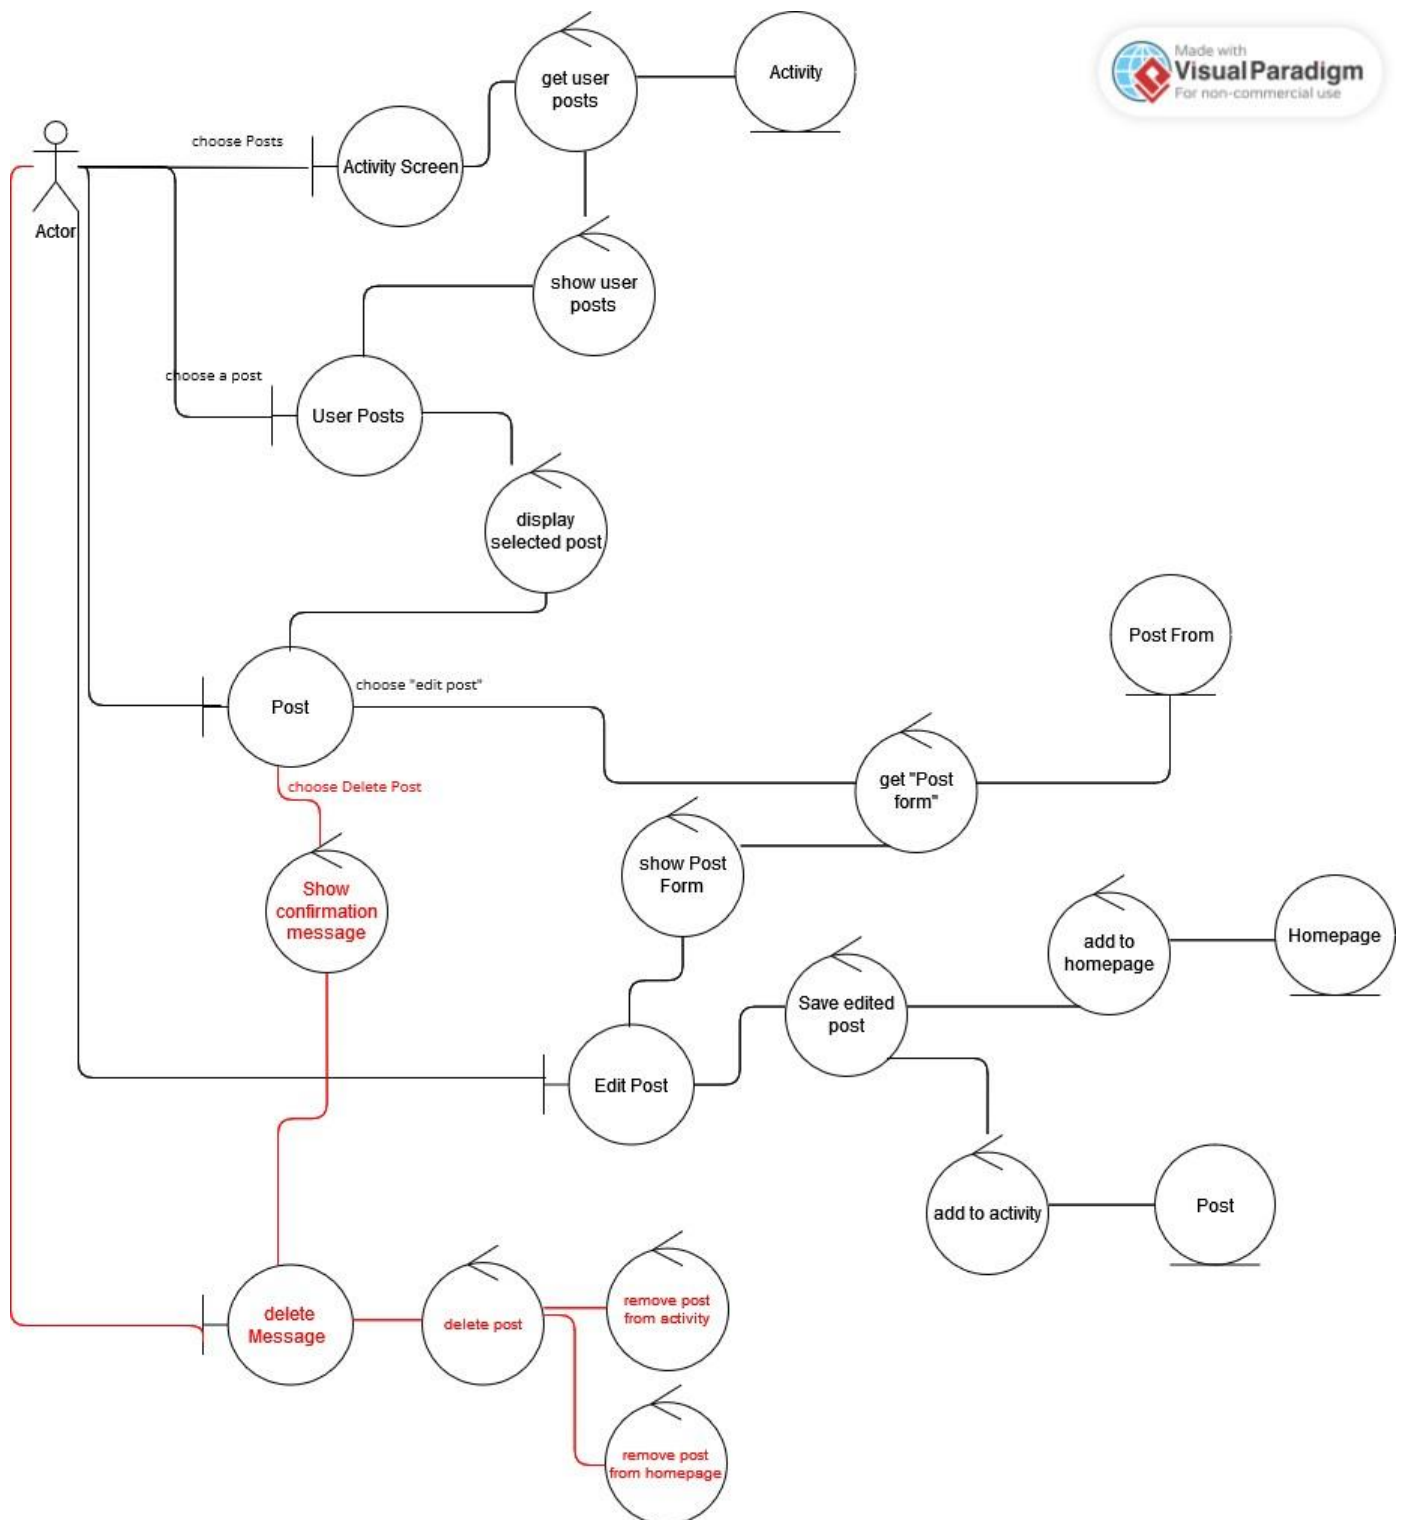 Made with
Visual Paradigm
For non-commercial use
get user
posts
Activity
choose Posts
Activity Screen
Actor
show user
posts
choose a post
User Posts
display
selected post
Post From
choose "edit post"
Post
get "Post
form"
choose Delete Post
show Post
Form
Show
confirmation
message
add to
homepage
Homepage
Save edited
post
Edit Post
add to activity
Post
delete
Message
delete post
remove post
from activity
remove post
from homepage